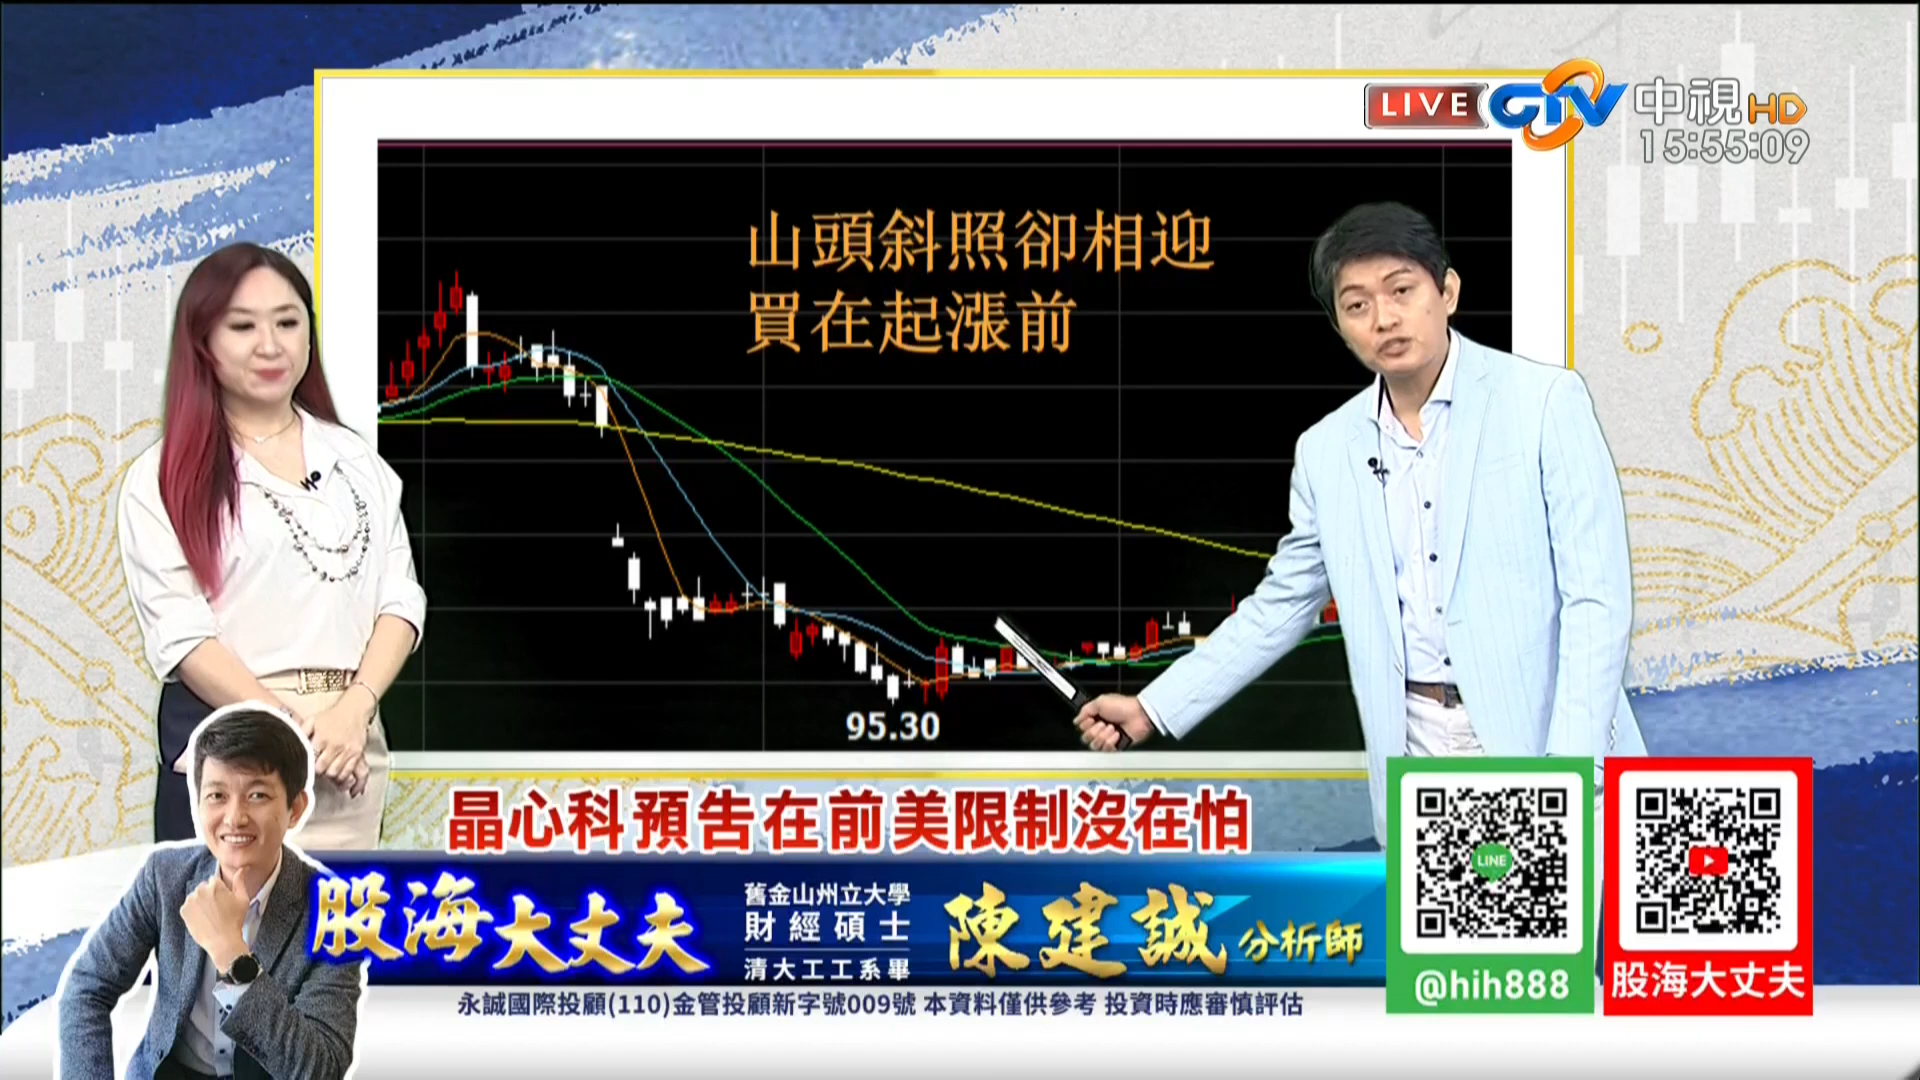 LIVE CTV 中視 HD
15:55:09
山頭斜照卻相迎
買在起漲前
95.30
晶心科預告在前美限制沒在怕
股海大丈夫
舊金山州立大學
財經碩士
清大工工系畢
陳建誠 分析師
永誠國際投顧(110)金管投顧新字號009號 本資料僅供參考 投資時應審慎評估
LINE
@hih888
股海大丈夫